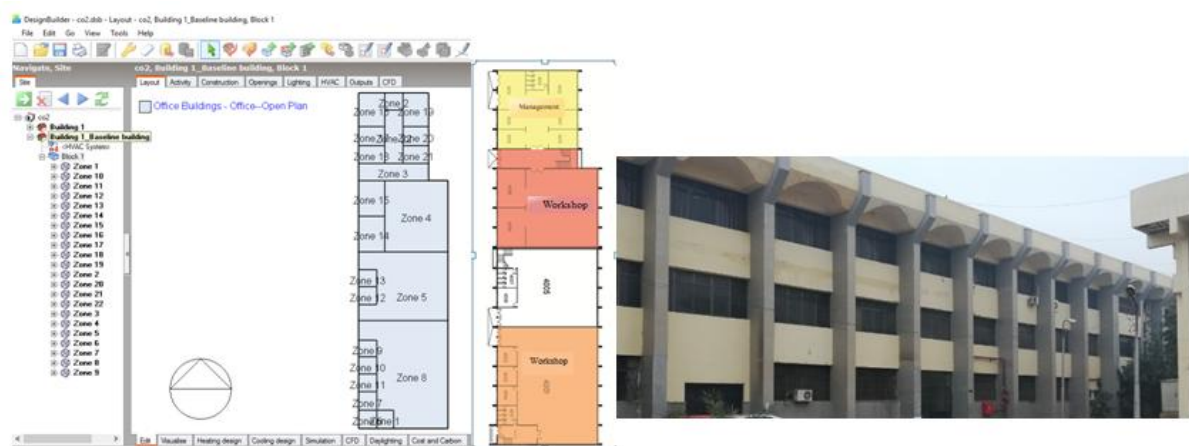 DesignBuilder - co2.dsb - Layout - co2, Building 1_Baseline building, Block 1
File Edit Go View Tools Help
Navigate, Site
co2, Building 1_Baseline building, Block 1
Site
Layout Activity Construction Openings Lighting HVAC Outputs CFD
co2
Building 1
Building 1_Baseline building
<HVAC System>
Block 1
Zone 1
Zone 10
Zone 11
Zone 12
Zone 13
Zone 14
Zone 15
Zone 16
Zone 17
Zone 18
Zone 19
Zone 2
Zone 20
Zone 21
Zone 22
Zone 3
Zone 4
Zone 5
Zone 6
Zone 7
Zone 8
Zone 9
Office Buildings - Office--Open Plan
Zone 2
Zone 19
Zone 20
Zone 21
Zone 3
Zone 15
Zone 4
Zone 14
Zone 13
Zone 5
Zone 12
Zone 9
Zone 10
Zone 8
Zone 11
Zone 7
Edit Visualise Heating design Cooling design Simulation CFD Daylighting Cost and Carbon
Management
Workshop
Workshop